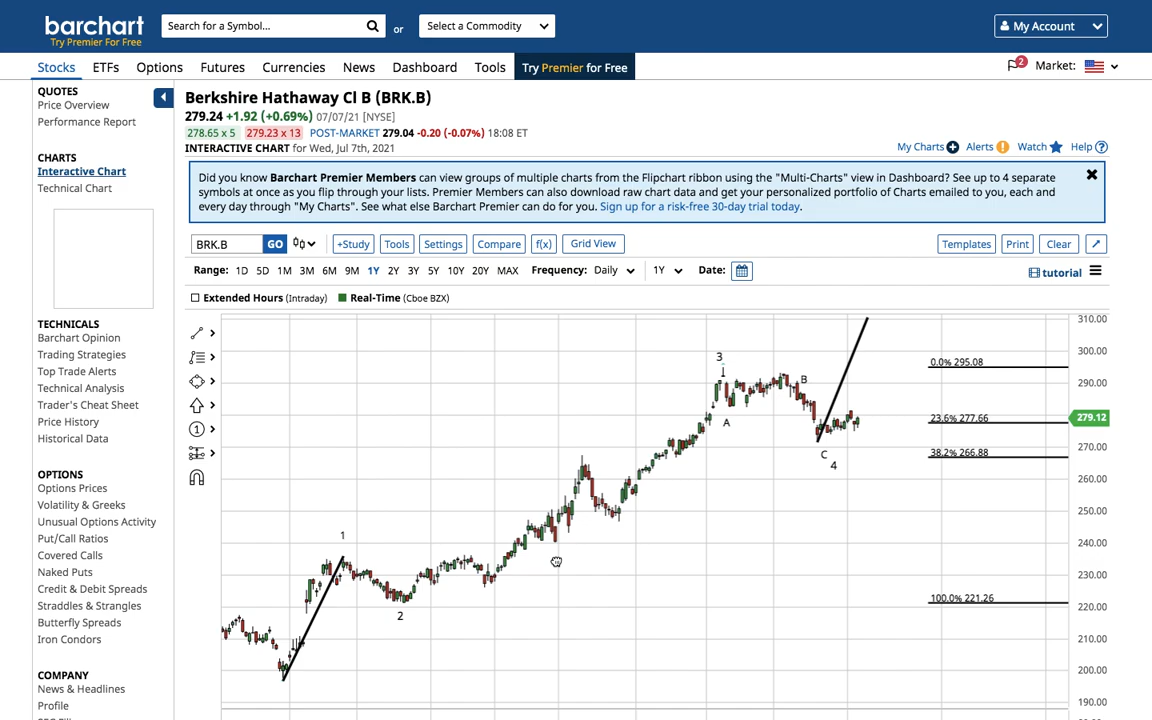 barchart
Try Premier For Free
Search for a Symbol...
or
Select a Commodity
My Account
Stocks ETFs Options Futures Currencies News Dashboard Tools Try Premier for Free
2 Market:
QUOTES
Price Overview
Performance Report
CHARTS
Interactive Chart
Technical Chart
TECHNICALS
Barchart Opinion
Trading Strategies
Top Trade Alerts
Technical Analysis
Trader's Cheat Sheet
Price History
Historical Data
OPTIONS
Options Prices
Volatility & Greeks
Unusual Options Activity
Put/Call Ratios
Covered Calls
Naked Puts
Credit & Debit Spreads
Straddles & Strangles
Butterfly Spreads
Iron Condors
COMPANY
News & Headlines
Profile
Berkshire Hathaway Cl B (BRK.B)
279.24 +1.92 (+0.69%) 07/07/21 [NYSE]
278.65 x 5 279.23 x 13 POST-MARKET 279.04 -0.20 (-0.07%) 18:08 ET
INTERACTIVE CHART for Wed, Jul 7th, 2021
My Charts Alerts Watch Help
Did you know Barchart Premier Members can view groups of multiple charts from the Flipchart ribbon using the "Multi-Charts" view in Dashboard? See up to 4 separate
symbols at once as you flip through your lists. Premier Members can also download raw chart data and get your personalized portfolio of Charts emailed to you, each and
every day through "My Charts". See what else Barchart Premier can do for you. Sign up for a risk-free 30-day trial today.
BRK.B GO +Study Tools Settings Compare f(x) Grid View Templates Print Clear
Range: 1D 5D 1M 3M 6M 9M 1Y 2Y 3Y 5Y 10Y 20Y MAX Frequency: Daily 1Y Date: tutorial
Extended Hours (Intraday) Real-Time (Cboe BZX)
310.00
300.00
290.00
280.00
279.12
270.00
260.00
250.00
240.00
230.00
220.00
210.00
200.00
190.00
0.0% 295.08
23.6% 277.66
38.2% 266.88
100.0% 221.26
1
2
3
A
B
C
4
1